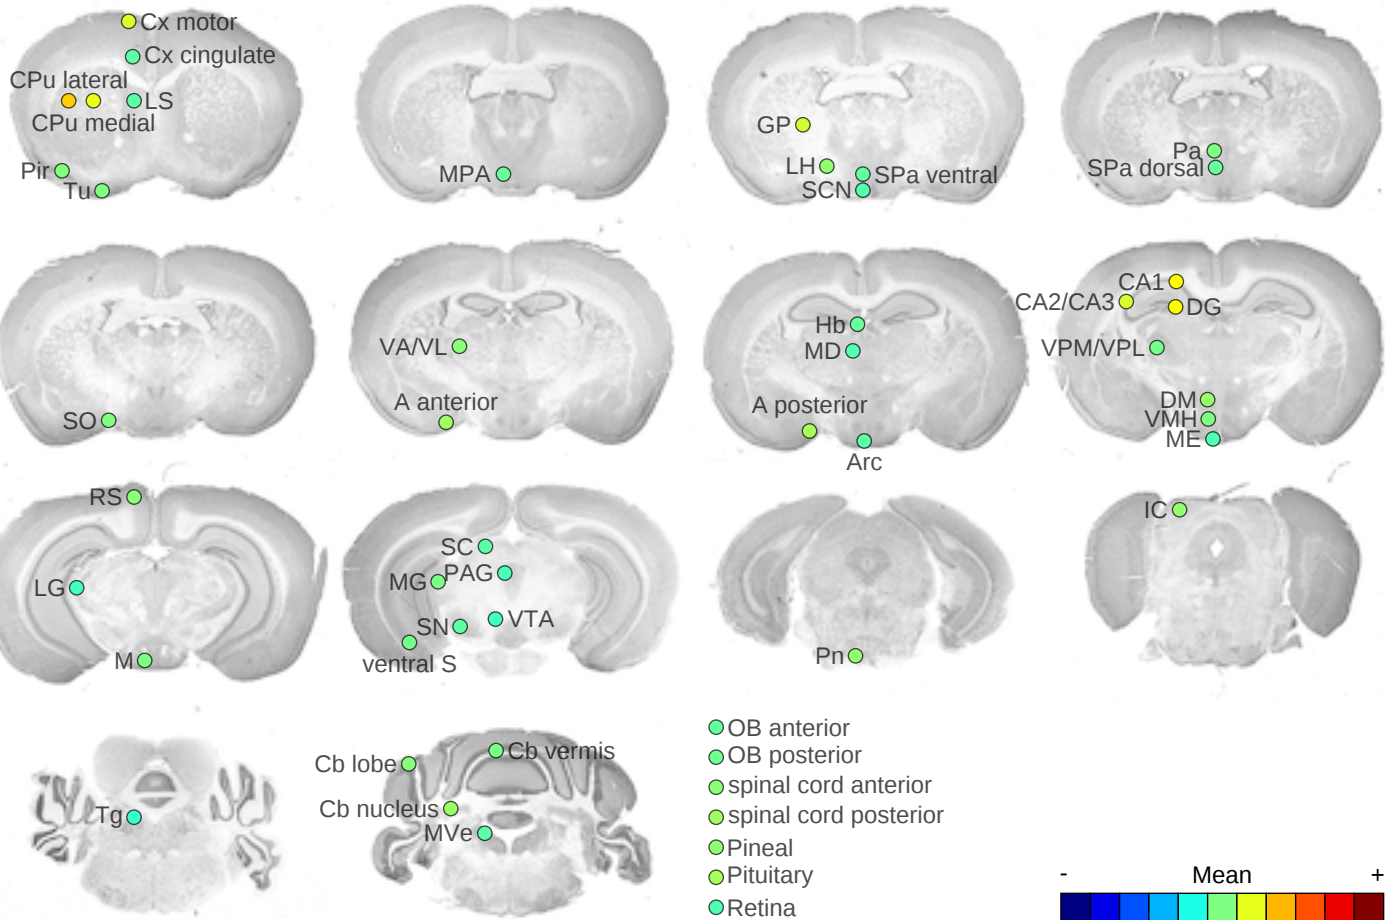 Cx motor
Cx cingulate
CPu lateral
LS
CPu medial
Pir
Tu
MPA
GP
LH
SPa ventral
SCN
Pa
SPa dorsal
SO
VA/VL
A anterior
Hb
MD
A posterior
Arc
CA1
CA2/CA3
DG
VPM/VPL
DM
VMH
ME
RS
LG
M
SC
PAG
MG
SN
VTA
ventral S
Pn
IC
Tg
Cb vermis
Cb lobe
Cb nucleus
MVe
OB anterior
OB posterior
spinal cord anterior
spinal cord posterior
Pineal
Pituitary
Retina
- Mean +